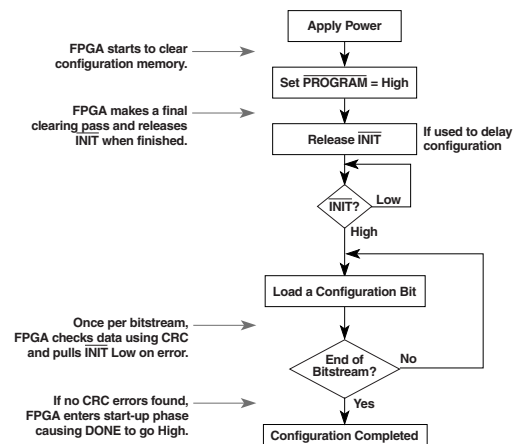 Apply Power
FPGA starts to clear
configuration memory.
Set PROGRAM = High
FPGA makes a final
clearing pass and releases
INIT when finished.
Release INIT
If used to delay
configuration
INIT?
Low
High
Load a Configuration Bit
Once per bitstream,
FPGA checks data using CRC
and pulls INIT Low on error.
End of
Bitstream?
No
Yes
If no CRC errors found,
FPGA enters start-up phase
causing DONE to go High.
Configuration Completed